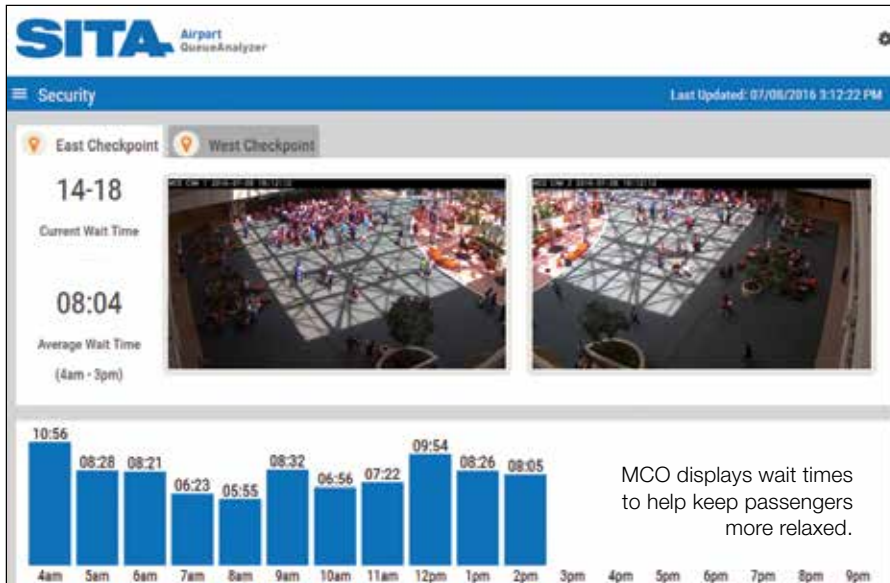 SITA Airport
QueueAnalyzer
Security
Last Updated: 07/08/2016 3:12:22 PM
East Checkpoint
West Checkpoint
14-18
Current Wait Time
08:04
Average Wait Time
(4am - 3pm)
10:56 08:28 08:21 06:23 05:55 08:32 06:56 07:22 09:54 08:26 08:05
4am 5am 6am 7am 8am 9am 10am 11am 12pm 1pm 2pm 3pm 4pm 5pm 6pm 7pm 8pm 9pm
MCO displays wait times
to help keep passengers
more relaxed.